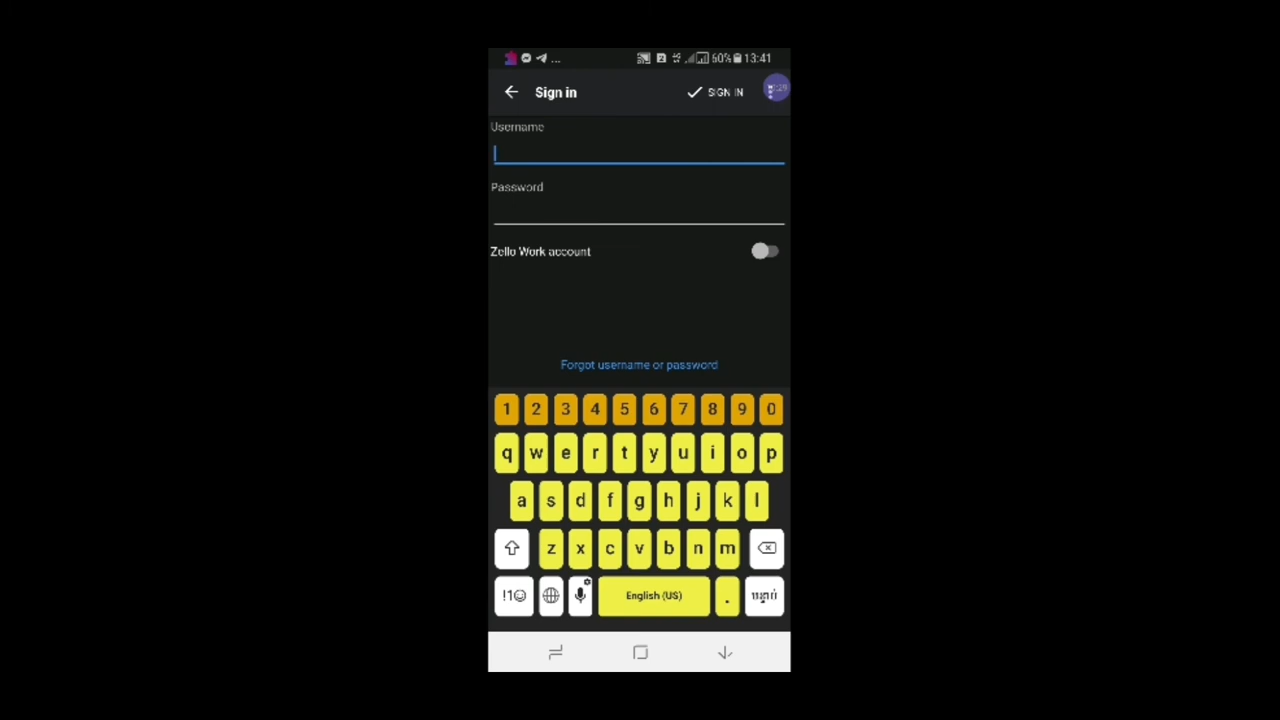 ... 60% 13:41
Sign in SIGN IN
Username
Password
Zello Work account
Forgot username or password
1 2 3 4 5 6 7 8 9 0
q w e r t y u i o p
a s d f g h j k l
z x c v b n m
!1☺ English (US) .